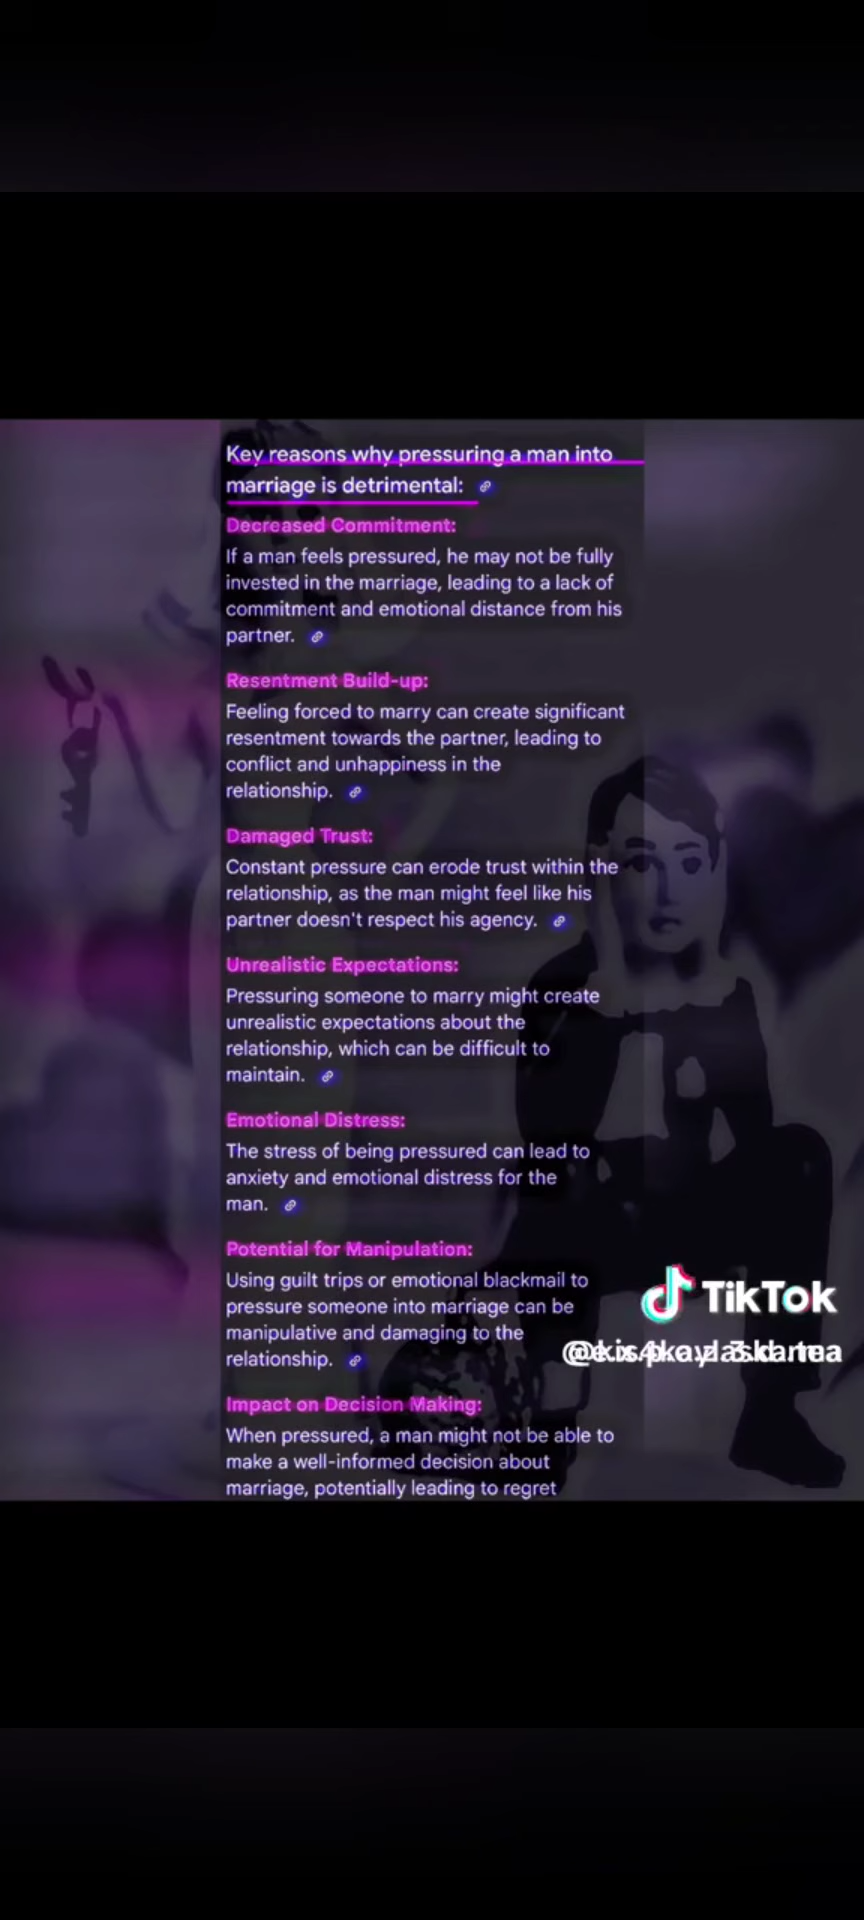 Key reasons why pressuring a man into
marriage is detrimental:
Decreased Commitment:
If a man feels pressured, he may not be fully
invested in the marriage, leading to a lack of
commitment and emotional distance from his
partner.
Resentment Build-up:
Feeling forced to marry can create significant
resentment towards the partner, leading to
conflict and unhappiness in the
relationship.
Damaged Trust:
Constant pressure can erode trust within the
relationship, as the man might feel like his
partner doesn't respect his agency.
Unrealistic Expectations:
Pressuring someone to marry might create
unrealistic expectations about the
relationship, which can be difficult to
maintain.
Emotional Distress:
The stress of being pressured can lead to
anxiety and emotional distress for the
man.
Potential for Manipulation:
Using guilt trips or emotional blackmail to
pressure someone into marriage can be
manipulative and damaging to the
relationship.
TikTok
Impact on Decision Making:
When pressured, a man might not be able to
make a well-informed decision about
marriage, potentially leading to regret